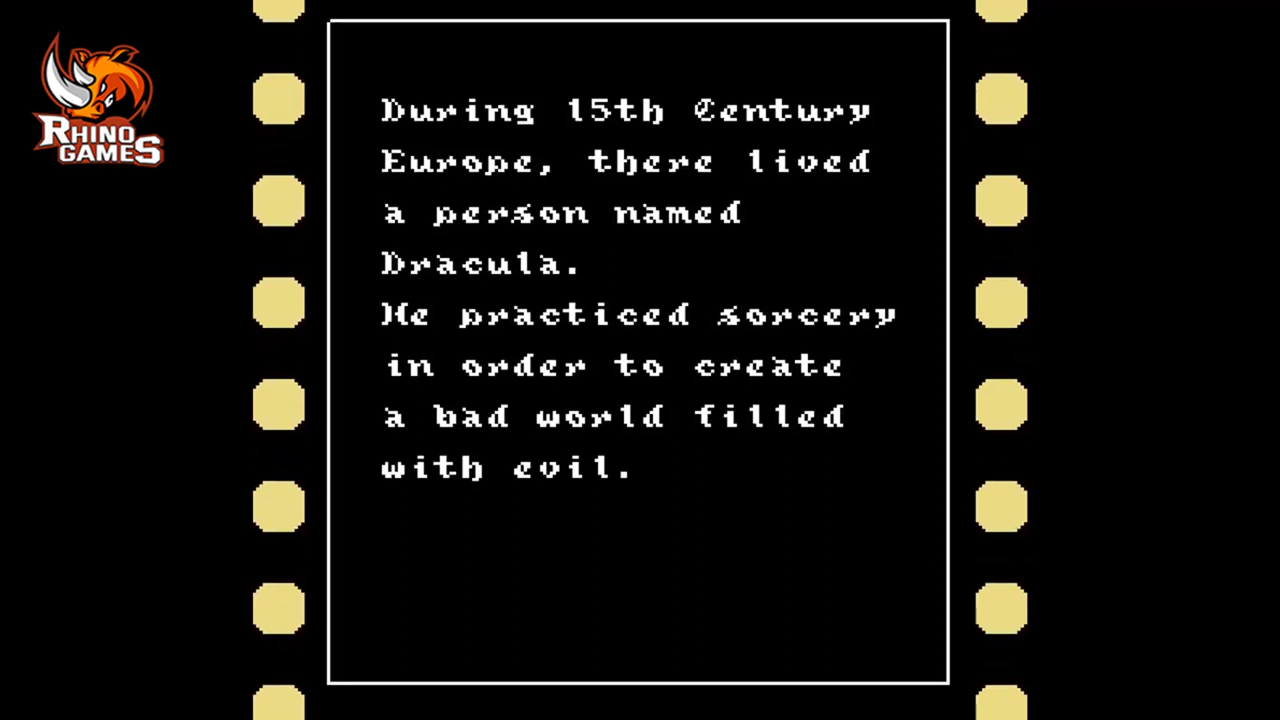 RHINO
GAMES
During 15th Century
Europe, there lived
a person named
Dracula.
He practiced sorcery
in order to create
a bad world filled
with evil.